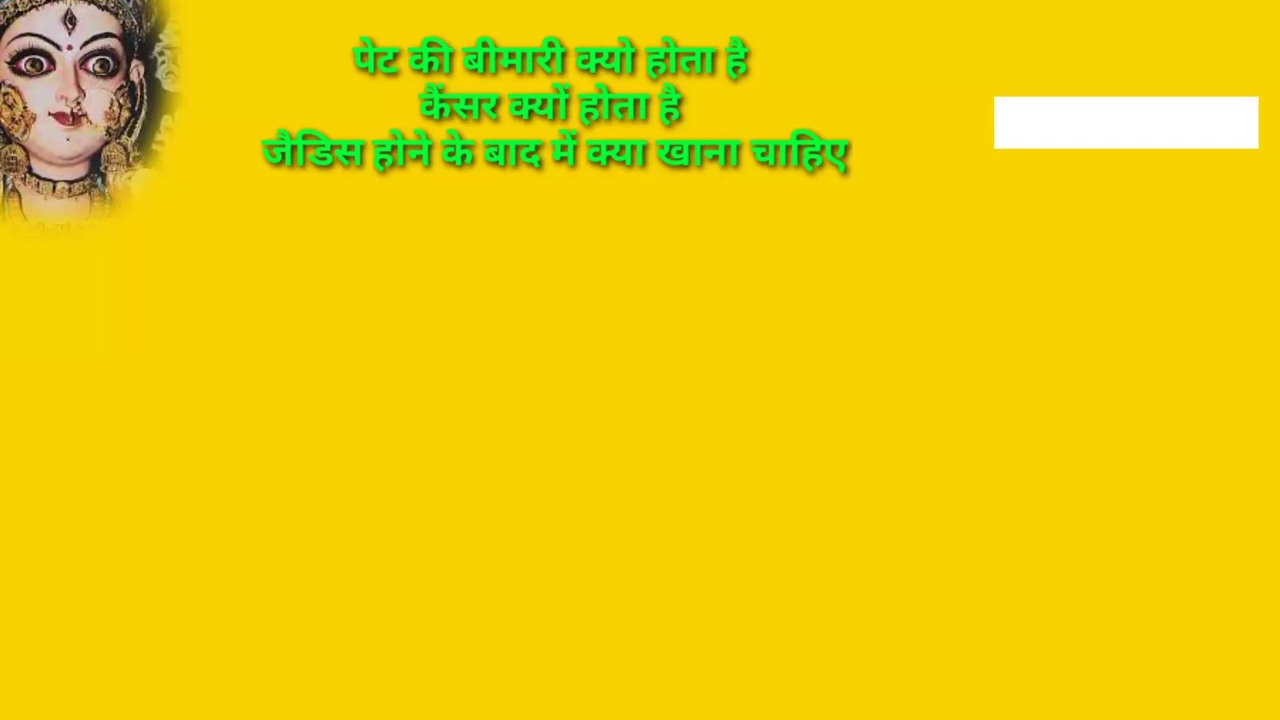 पेट की बीमारी क्यो होता है
कैंसर क्यों होता है
जैडिस होने के बाद में क्या खाना चाहिए